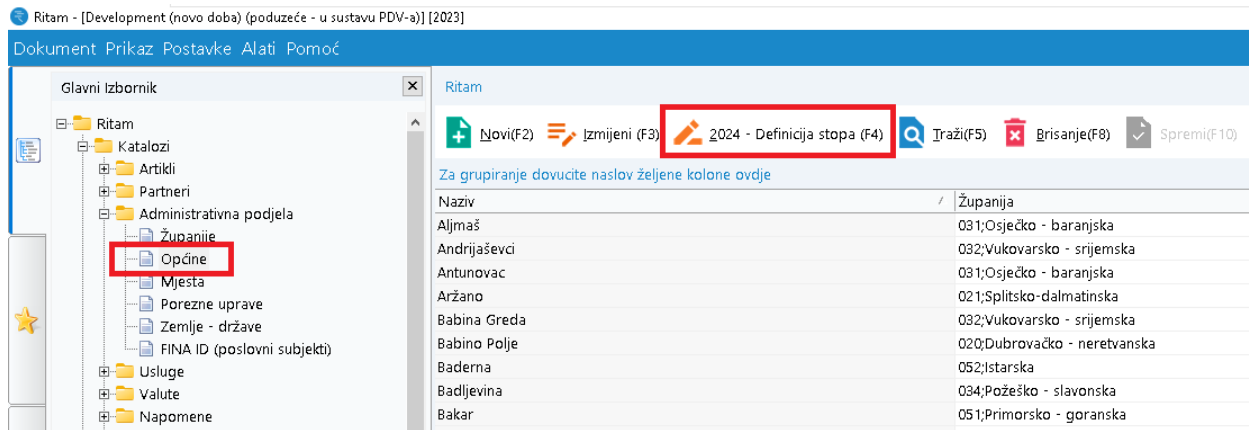 Ritam - [Development (novo doba) (poduzeće - u sustavu PDV-a)] [2023]
Dokument Prikaz Postavke Alati Pomoć
Glavni Izbornik
Ritam
Katalozi
Artikli
Partneri
Administrativna podjela
Županije
Općine
Mjesta
Porezne uprave
Zemlje - države
FINA ID (poslovni subjekti)
Usluge
Valute
Napomene
Ritam
Novi(F2) Izmijeni (F3) 2024 - Definicija stopa (F4) Traži(F5) Brisanje(F8) Spremi(F10)
Za grupiranje dovucite naslov željene kolone ovdje
Naziv Županija
Aljmaš 031;Osječko - baranjska
Andrijaševci 032;Vukovarsko - srijemska
Antunovac 031;Osječko - baranjska
Aržano 021;Splitsko-dalmatinska
Babina Greda 032;Vukovarsko - srijemska
Babino Polje 020;Dubrovačko - neretvanska
Baderna 052;Istarska
Badljevina 034;Požeško - slavonska
Bakar 051;Primorsko - goranska